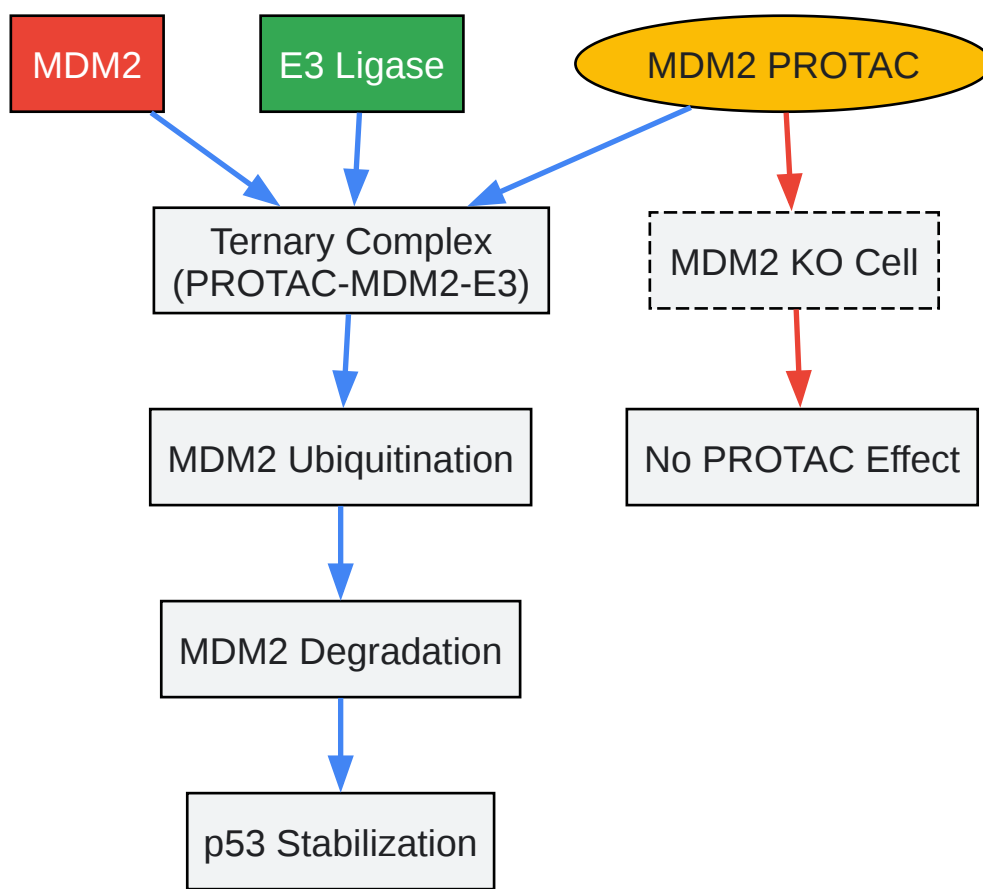 MDM2
E3 Ligase
MDM2 PROTAC
Ternary Complex
(PROTAC-MDM2-E3)
MDM2 KO Cell
MDM2 Ubiquitination
No PROTAC Effect
MDM2 Degradation
p53 Stabilization